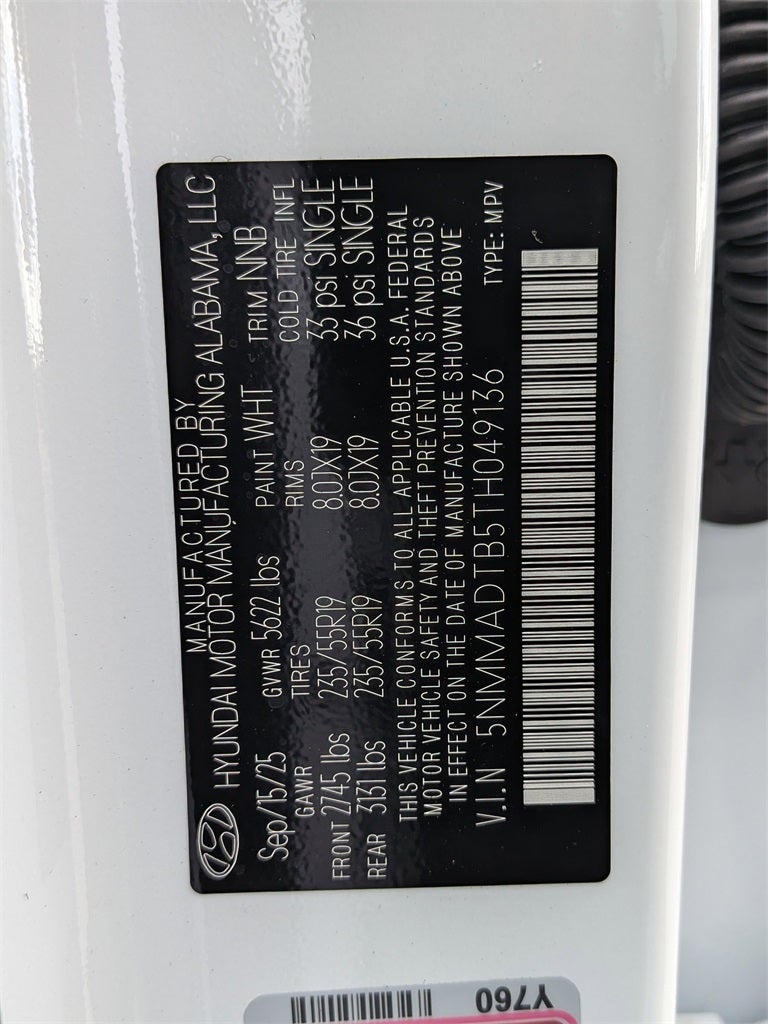 MANUFACTURED BY
HYUNDAI MOTOR MANUFACTURING ALABAMA, LLC
Sep/15/25 GVWR 5622 lbs PAINT WHT TRIM NNB
GAWR TIRES RIMS COLD TIRE INFL
FRONT 2745 lbs 235/55R19 8.0JX19 33 psi SINGLE
REAR 3131 lbs 235/55R19 8.0JX19 36 psi SINGLE
THIS VEHICLE CONFORMS TO ALL APPLICABLE U.S.A. FEDERAL
MOTOR VEHICLE SAFETY AND THEFT PREVENTION STANDARDS
IN EFFECT ON THE DATE OF MANUFACTURE SHOWN ABOVE
V.I.N 5NMMADTB5TH049136 TYPE: MPV
Y760